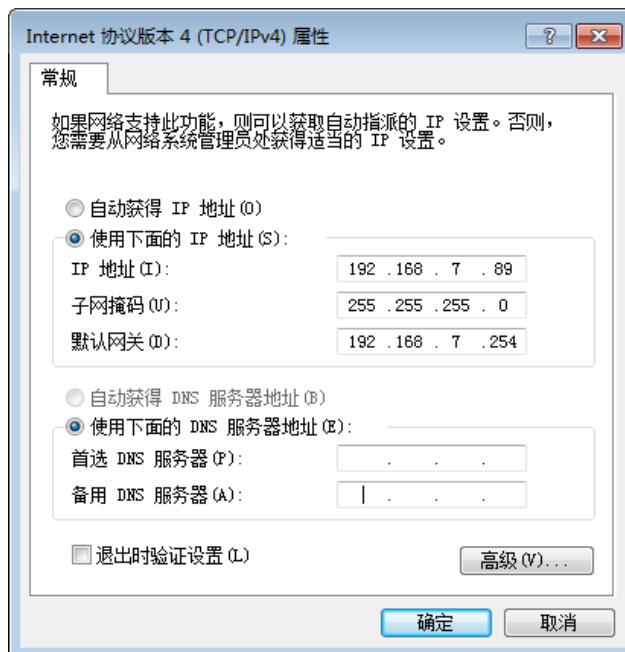 Internet 协议版本 4 (TCP/IPv4) 属性
常规
如果网络支持此功能，则可以获取自动指派的 IP 设置。否则，
您需要从网络系统管理员处获得适当的 IP 设置。
自动获得 IP 地址(O)
使用下面的 IP 地址(S):
IP 地址(I): 192 .168 . 7 . 89
子网掩码(U): 255 .255 .255 . 0
默认网关(D): 192 .168 . 7 .254
自动获得 DNS 服务器地址(B)
使用下面的 DNS 服务器地址(E):
首选 DNS 服务器(P): . . .
备用 DNS 服务器(A): . . .
退出时验证设置(L)
高级(V)...
确定 取消